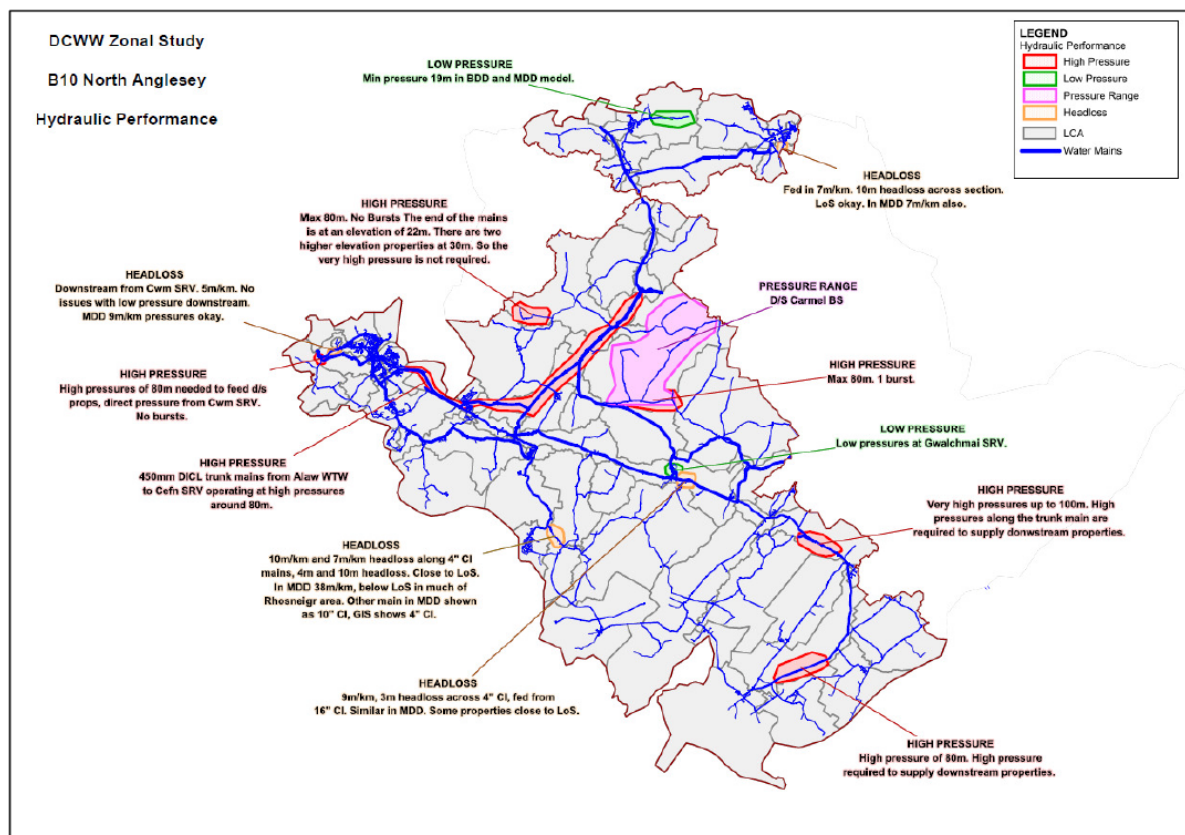 DCWW Zonal Study
B10 North Anglesey
Hydraulic Performance
LEGEND
Hydraulic Performance
High Pressure
Low Pressure
Pressure Range
Headloss
LCA
Water Mains
LOW PRESSURE
Min pressure 19m in BDD and MDD model.
HEADLOSS
Fed in 7m/km. 10m headloss across section.
LoS okay. In MDD 7m/km also.
HIGH PRESSURE
Max 80m. No Bursts The end of the mains
is at an elevation of 22m. There are two
higher elevation properties at 30m. So the
very high pressure is not required.
HEADLOSS
Downstream from Cwm SRV. 5m/km. No
issues with low pressure downstream.
MDD 9m/km pressures okay.
PRESSURE RANGE
D/S Carmel BS
HIGH PRESSURE
High pressures of 80m needed to feed d/s
props, direct pressure from Cwm SRV.
No bursts.
HIGH PRESSURE
Max 80m. 1 burst.
LOW PRESSURE
Low pressures at Gwalchmai SRV.
HIGH PRESSURE
450mm DICL trunk mains from Alaw WTW
to Cefn SRV operating at high pressures
around 80m.
HIGH PRESSURE
Very high pressures up to 100m. High
pressures along the trunk main are
required to supply donwstream properties.
HEADLOSS
10m/km and 7m/km headloss along 4" CI
mains, 4m and 10m headloss. Close to LoS.
In MDD 38m/km, below LoS in much of
Rhosneigr area. Other main in MDD shown
as 10" CI, GIS shows 4" CI.
HEADLOSS
9m/km, 3m headloss across 4" CI, fed from
16" CI. Similar in MDD. Some properties close to LoS.
HIGH PRESSURE
High pressure of 80m. High pressure
required to supply downstream properties.